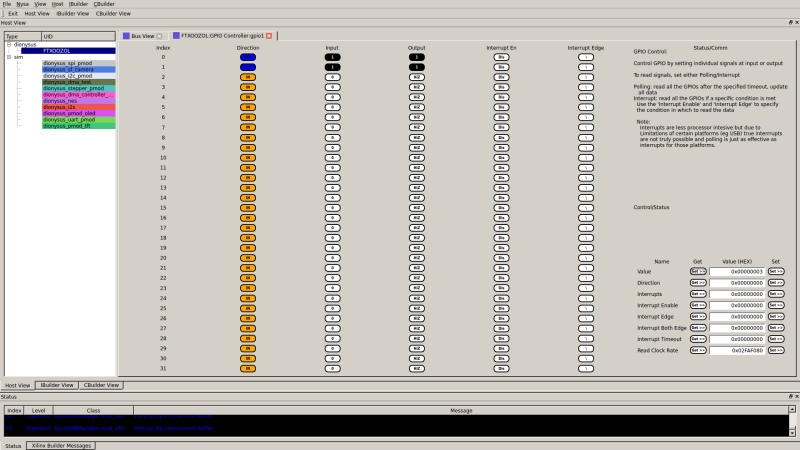 File Nysa View Host IBuilder CBuilder
Exit Host View IBuilder View CBuilder View
Host View
Type UID
dionysus
FTXOOZOL
sim
dionysus_spi_pmod
dionysus_sf_camera
dionysus_i2c_pmod
dionysus_dma_test
dionysus_stepper_pmod
dionysus_dma_controller_...
dionysus_nes
dionysus_i2s
dionysus_pmod_oled
dionysus_uart_pmod
dionysus_pmod_tft
Bus View FTXOOZOL:GPIO Controller:gpio1
Index Direction Input Output Interrupt En Interrupt Edge
0 1 1 Dis \
1 1 1 Dis \
2 IN 0 HiZ Dis \
3 IN 0 HiZ Dis \
4 IN 0 HiZ Dis \
5 IN 0 HiZ Dis \
6 IN 0 HiZ Dis \
7 IN 0 HiZ Dis \
8 IN 0 HiZ Dis \
9 IN 0 HiZ Dis \
10 IN 0 HiZ Dis \
11 IN 0 HiZ Dis \
12 IN 0 HiZ Dis \
13 IN 0 HiZ Dis \
14 IN 0 HiZ Dis \
15 IN 0 HiZ Dis \
16 IN 0 HiZ Dis \
17 IN 0 HiZ Dis \
18 IN 0 HiZ Dis \
19 IN 0 HiZ Dis \
20 IN 0 HiZ Dis \
21 IN 0 HiZ Dis \
22 IN 0 HiZ Dis \
23 IN 0 HiZ Dis \
24 IN 0 HiZ Dis \
25 IN 0 HiZ Dis \
26 IN 0 HiZ Dis \
27 IN 0 HiZ Dis \
28 IN 0 HiZ Dis \
29 IN 0 HiZ Dis \
30 IN 0 HiZ Dis \
31 IN 0 HiZ Dis \
Status/Comm
GPIO Control:
Control GPIO by setting individual signals at input or output
To read signals, set either Polling/Interrupt
Polling: read all the GPIOs after the specified timeout, update
all data
Interrupt: read all the GPIOs if a specific condition is met
Use the 'Interrupt Enable' and 'Interrupt Edge' to specify
the condition in which to read the data
Note:
Interrupts are less processor intesive but due to
Limitations of certain platforms (eg USB) true interrupts
are not truly possible and polling is just as effective as
interrupts for those platforms.
Control/Status
Name Get Value (HEX) Set
Value Get >> 0x00000003 Set >>
Direction Get >> 0x00000000 Set >>
Interrupts Get >> 0x00000000 Set >>
Interrupt Enable Get >> 0x00000000 Set >>
Interrupt Edge Get >> 0x00000000 Set >>
Interrupt Both Edge Get >> 0x00000000 Set >>
Interrupt Timeout Get >> 0x00000000 Set >>
Read Clock Rate Get >> 0x02FAF080 Set >>
Host View IBuilder View CBuilder View
Status
Index Level Class Message
Status Xilinx Builder Messages